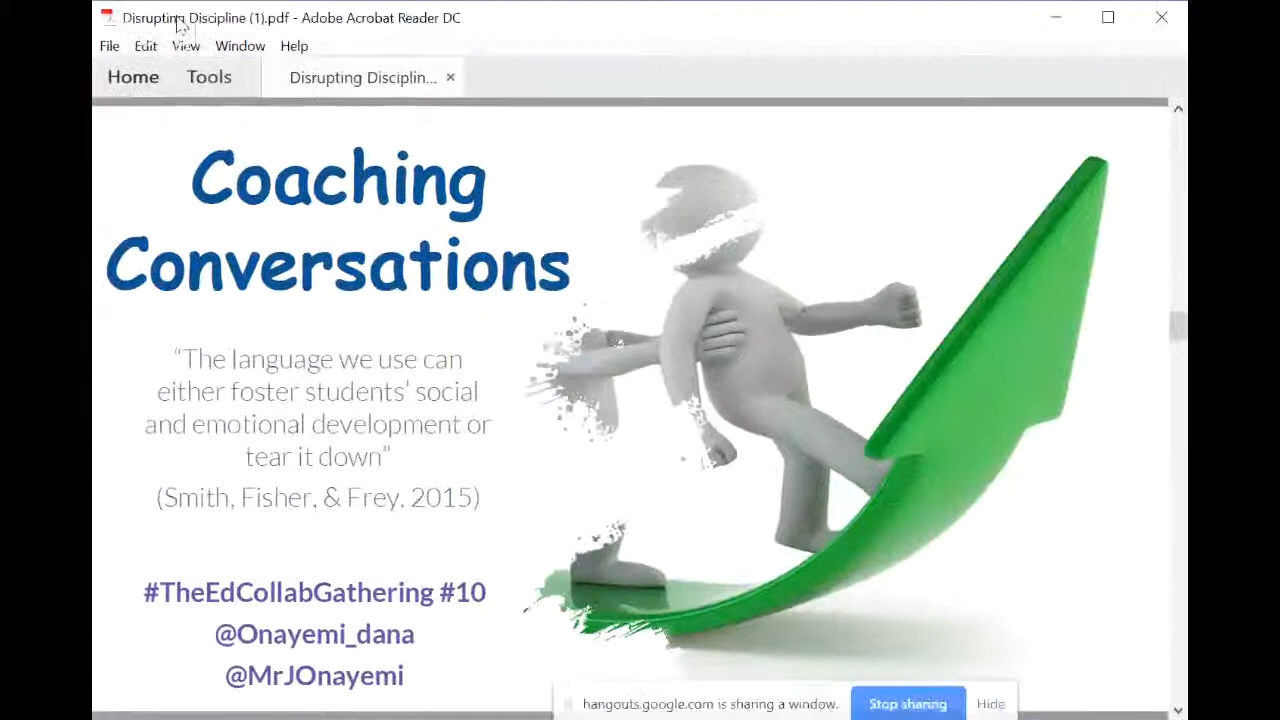 Disrupting Discipline (1).pdf - Adobe Acrobat Reader DC
File Edit View Window Help
Home Tools Disrupting Disciplin... ×
Coaching
Conversations
“The language we use can
either foster students' social
and emotional development or
tear it down”
(Smith, Fisher, & Frey. 2015)
#TheEdCollabGathering #10
@Onayemi_dana
@MrJOnayemi
hangouts.google.com is sharing a window. Stop sharing Hide